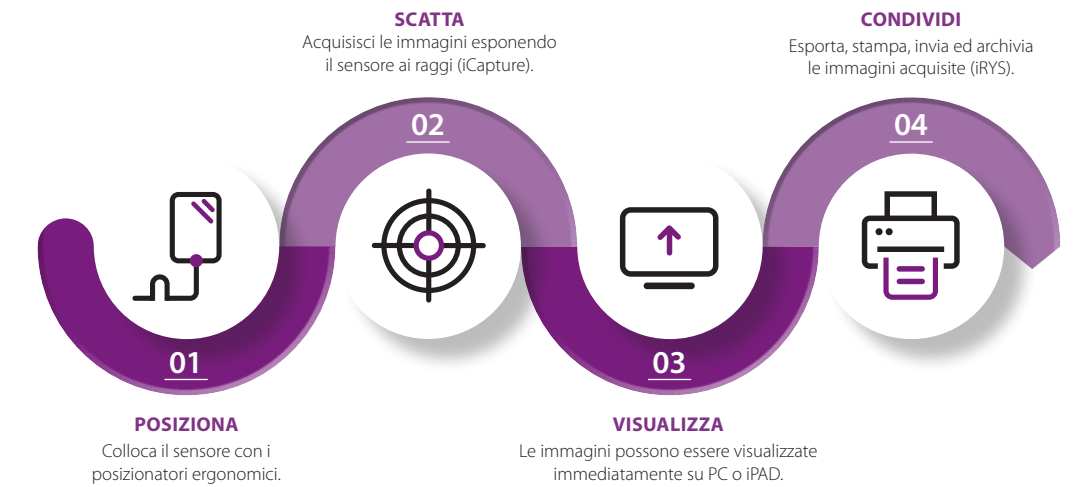 01
POSIZIONA
Colloca il sensore con i
posizionatori ergonomici.
SCATTA
Acquisisci le immagini esponendo
il sensore ai raggi (iCapture).
02
03
VISUALIZZA
Le immagini possono essere visualizzate
immediatamente su PC o iPAD.
CONDIVIDI
Esporta, stampa, invia ed archivia
le immagini acquisite (iRYS).
04